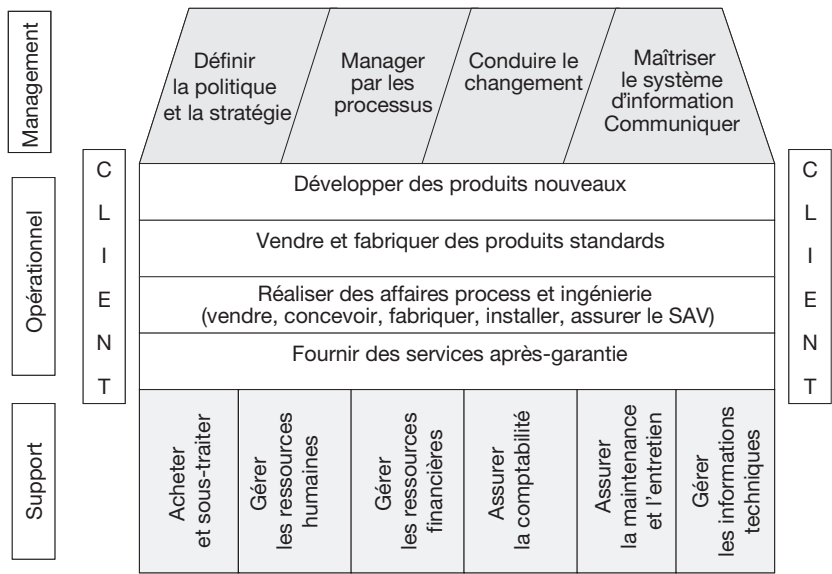 Management
Définir
la politique
et la stratégie
Manager
par les
processus
Conduire le
changement
Maîtriser
le système
d'information
Communiquer
C
L
I
E
N
T
Opérationnel
Développer des produits nouveaux
Vendre et fabriquer des produits standards
Réaliser des affaires process et ingénierie
(vendre, concevoir, fabriquer, installer, assurer le SAV)
Fournir des services après-garantie
C
L
I
E
N
T
Support
Acheter
et sous-traiter
Gérer
les ressources
humaines
Gérer
les ressources
financières
Assurer
la comptabilité
Assurer
la maintenance
et l'entretien
Gérer
les informations
techniques